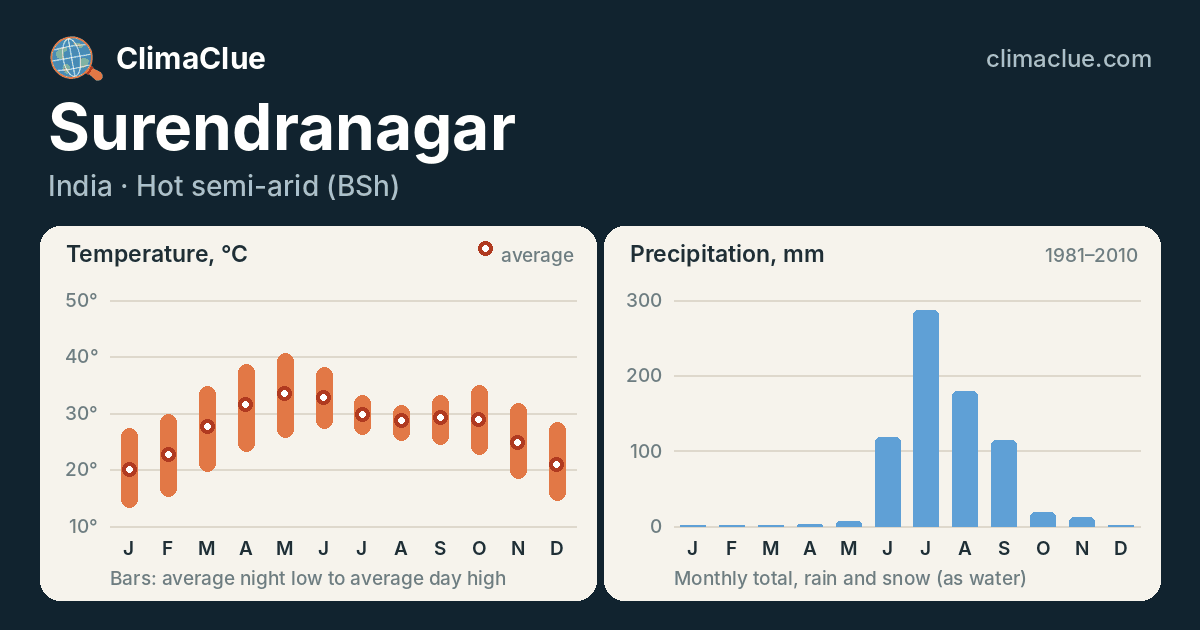 ClimaClue
climaclue.com
Surendranagar
India · Hot semi-arid (BSh)
Temperature, °C
average
50°
40°
30°
20°
10°
J F M A M J J A S O N D
Bars: average night low to average day high
Precipitation, mm
1981–2010
300
200
100
0
J F M A M J J A S O N D
Monthly total, rain and snow (as water)